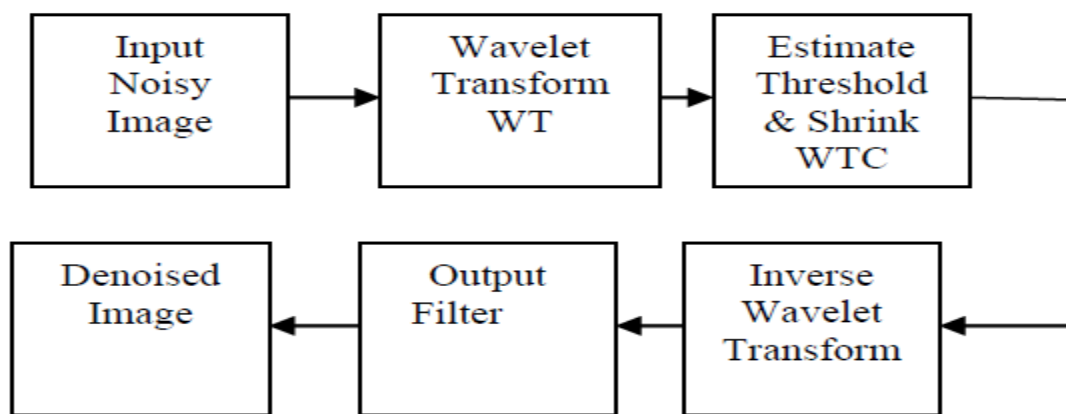 Input
Noisy
Image
Wavelet
Transform
WT
Estimate
Threshold
& Shrink
WTC
Inverse
Wavelet
Transform
Output
Filter
Denoised
Image